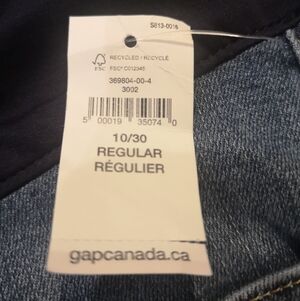 S813-0016
RECYCLED / RECYCLÉ
FSC
FSC® C012345
369804-00-4
3002
5 00019 35074 0
10/30
REGULAR
RÉGULIER
gapcanada.ca